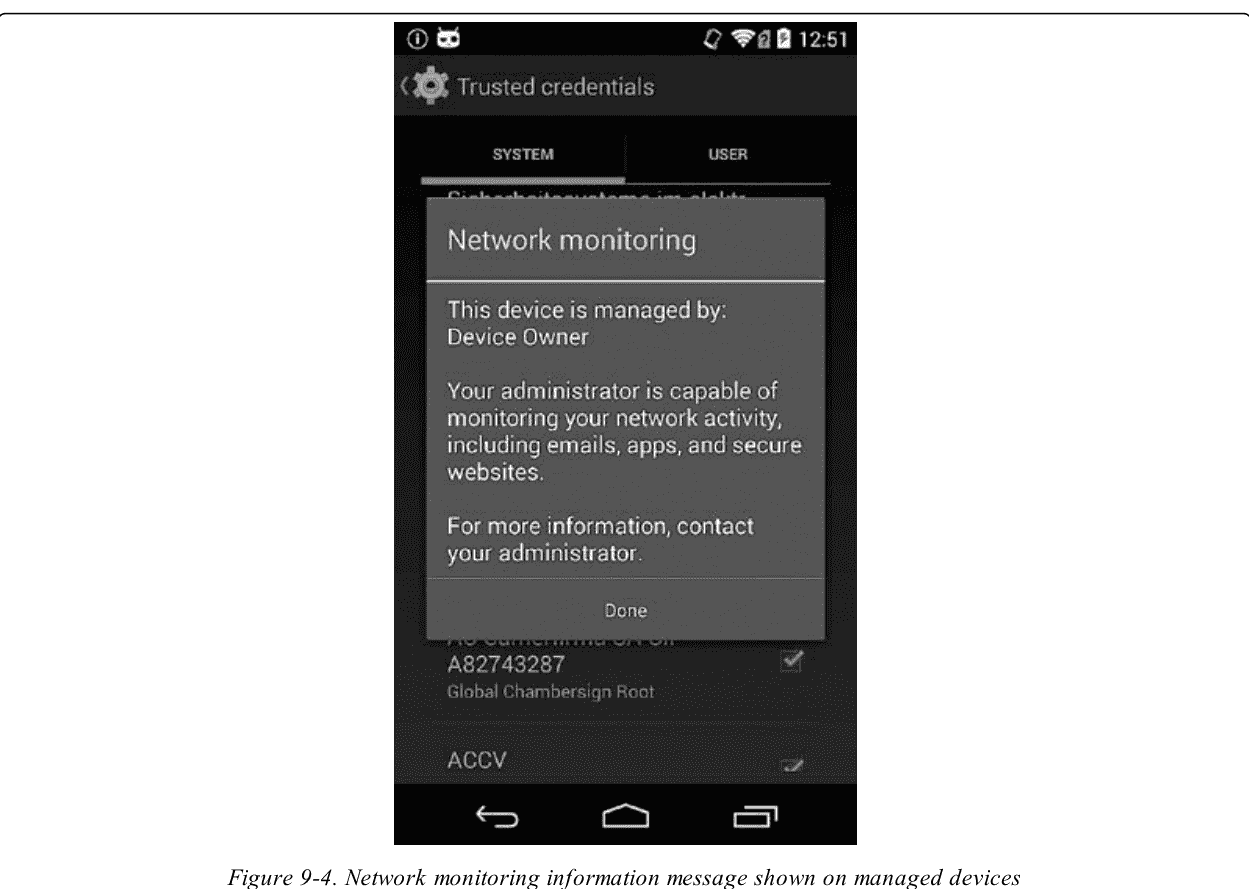 12:51
Trusted credentials
SYSTEM
USER
Network monitoring
This device is managed by:
Device Owner
Your administrator is capable of
monitoring your network activity,
including emails, apps, and secure
websites.
For more information, contact
your administrator.
Done
A82743287
Global Chambersign Root
ACCV
Figure 9-4. Network monitoring information message shown on managed devices